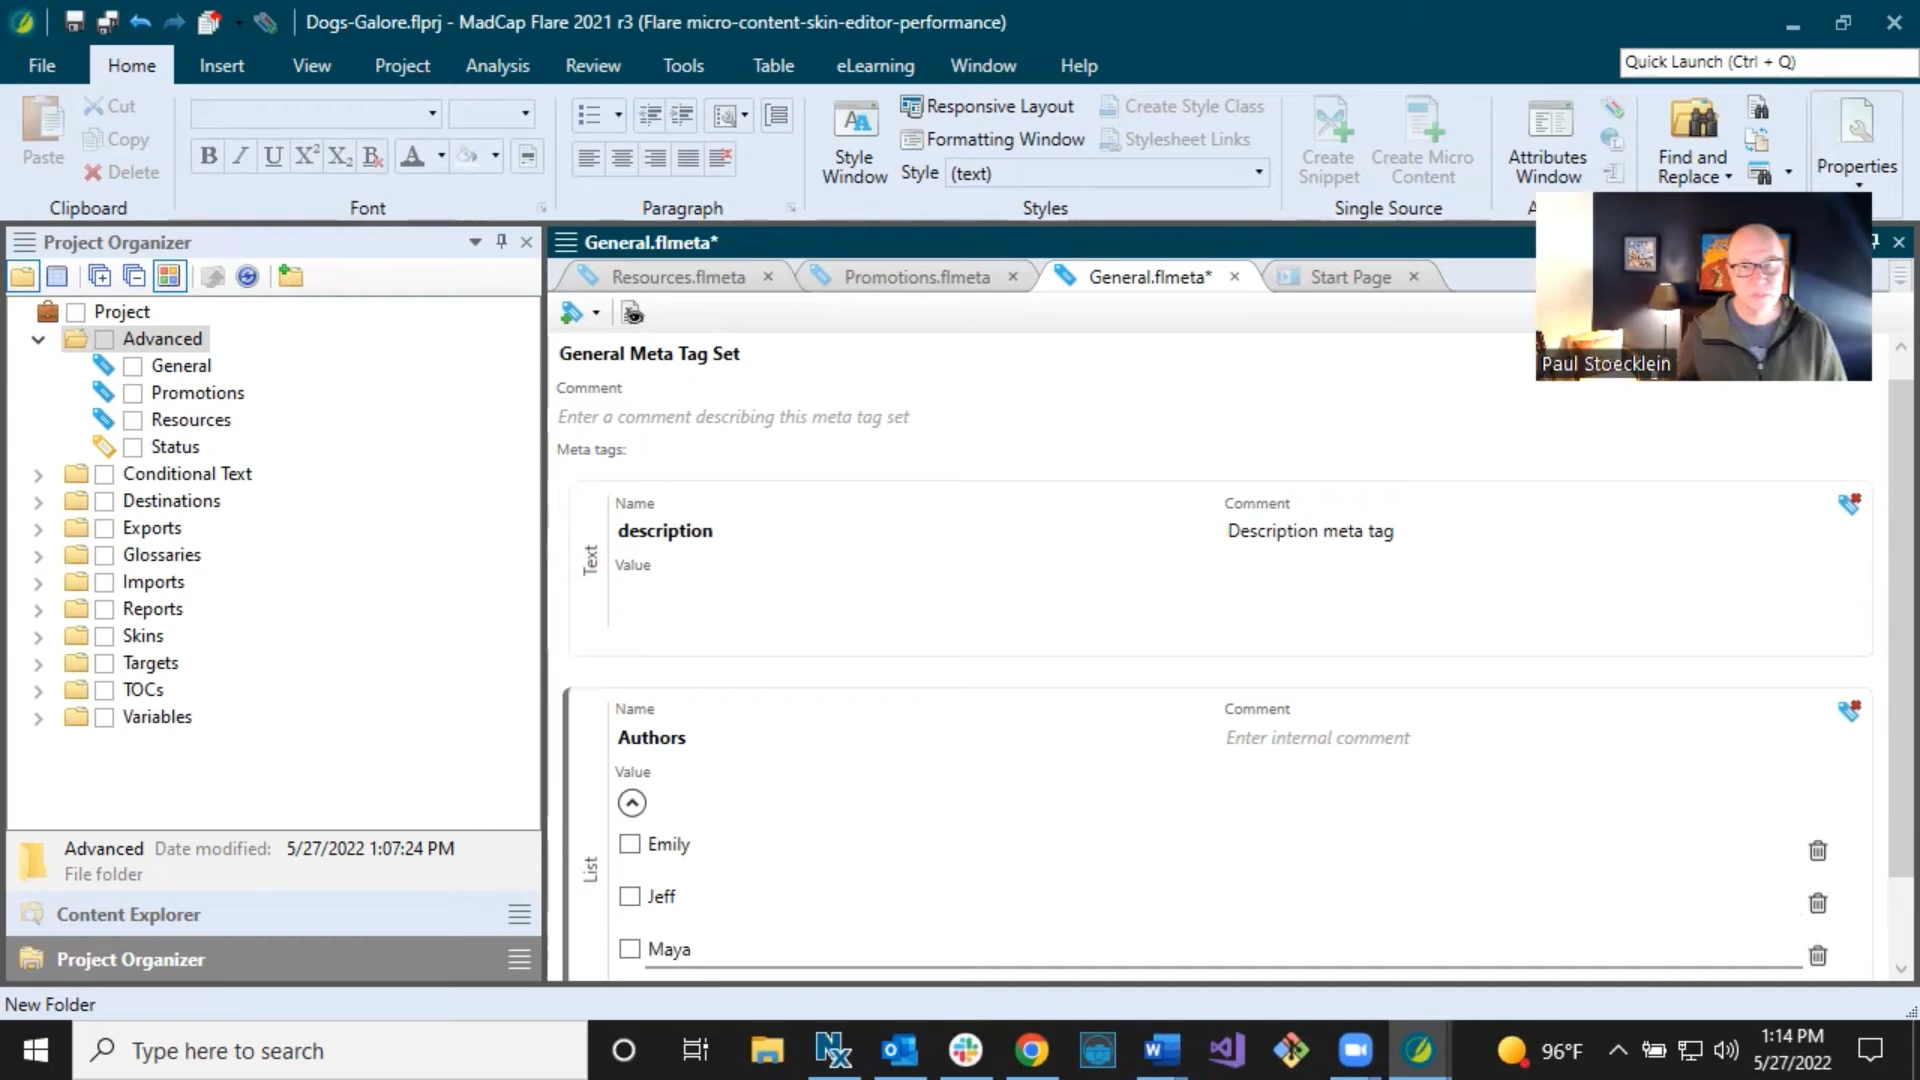 Dogs-Galore.flprj - MadCap Flare 2021 r3 (Flare micro-content-skin-editor-performance)
File Home Insert View Project Analysis Review Tools Table eLearning Window Help
Quick Launch (Ctrl + Q)
Paste
Cut
Copy
Delete
Clipboard
B I U X² X₂ B A
Font
Paragraph
AA
Style Window
Responsive Layout
Formatting Window
Style (text)
Create Style Class
Stylesheet Links
Styles
Create Snippet
Create Micro Content
Single Source
Attributes Window
Find and Replace
Properties
Project Organizer
General.flmeta*
Resources.flmeta
Promotions.flmeta
General.flmeta*
Start Page
Paul Stoecklein
Project
Advanced
General
Promotions
Resources
Status
Conditional Text
Destinations
Exports
Glossaries
Imports
Reports
Skins
Targets
TOCs
Variables
Advanced Date modified: 5/27/2022 1:07:24 PM
File folder
Content Explorer
Project Organizer
General Meta Tag Set
Comment
Enter a comment describing this meta tag set
Meta tags:
Text
Name
description
Value
Comment
Description meta tag
List
Name
Authors
Value
Comment
Enter internal comment
Emily
Jeff
Maya
New Folder
Type here to search
96°F
1:14 PM
5/27/2022